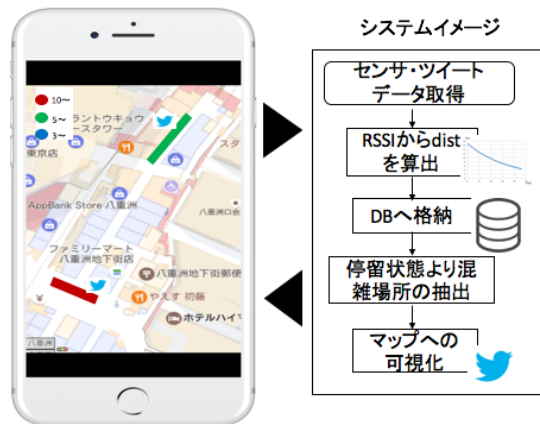 システムイメージ
10〜
5〜
3〜
ラントウキョウ
ースタワー
東京店
スタ
AppBank Store 八重洲
八重洲口会
ファミリーマート
八重洲地下街店
八重洲地下街郵便
やえす 初藤
ホテルハイマ
八重洲
センサ・ツイート
データ取得
RSSIからdist
を算出
DBへ格納
停留状態より混
雑場所の抽出
マップへの
可視化